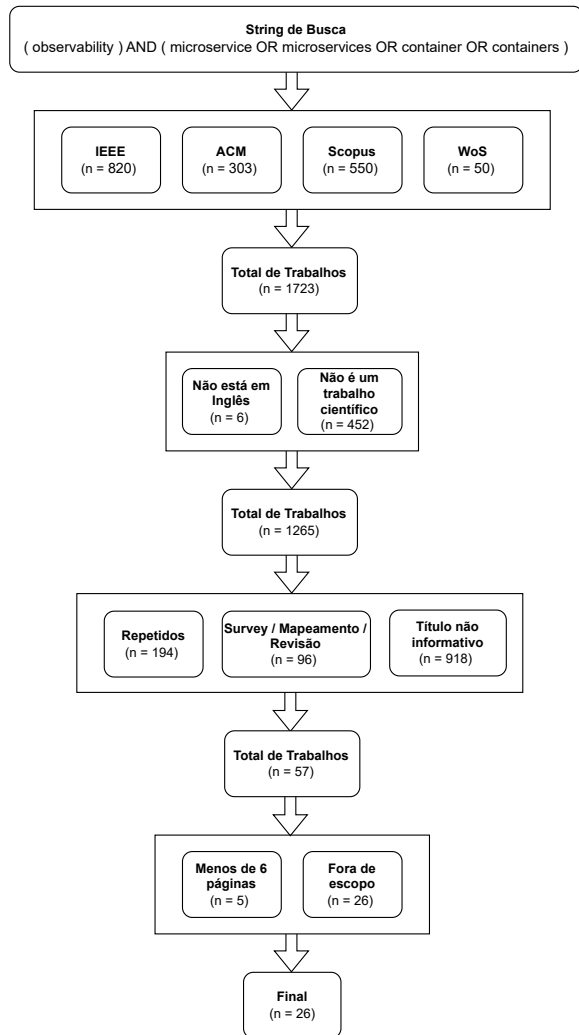 String de Busca
( observability ) AND ( microservice OR microservices OR container OR containers )
IEEE
(n = 820)
ACM
(n = 303)
Scopus
(n = 550)
WoS
(n = 50)
Total de Trabalhos
(n = 1723)
Não está em
Inglês
(n = 6)
Não é um
trabalho
científico
(n = 452)
Total de Trabalhos
(n = 1265)
Repetidos
(n = 194)
Survey / Mapeamento /
Revisão
(n = 96)
Título não
informativo
(n = 918)
Total de Trabalhos
(n = 57)
Menos de 6
páginas
(n = 5)
Fora de
escopo
(n = 26)
Final
(n = 26)